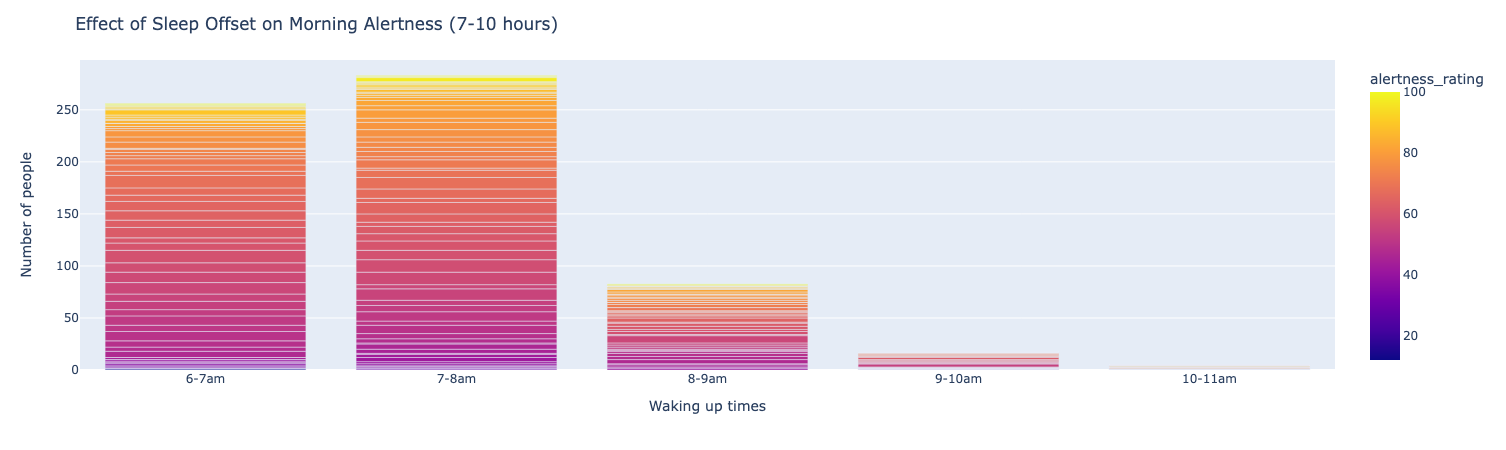 Effect of Sleep Offset on Morning Alertness (7-10 hours)
alertness_rating
100
80
60
40
20
Number of people
250
200
150
100
50
0
6-7am
7-8am
8-9am
9-10am
10-11am
Waking up times